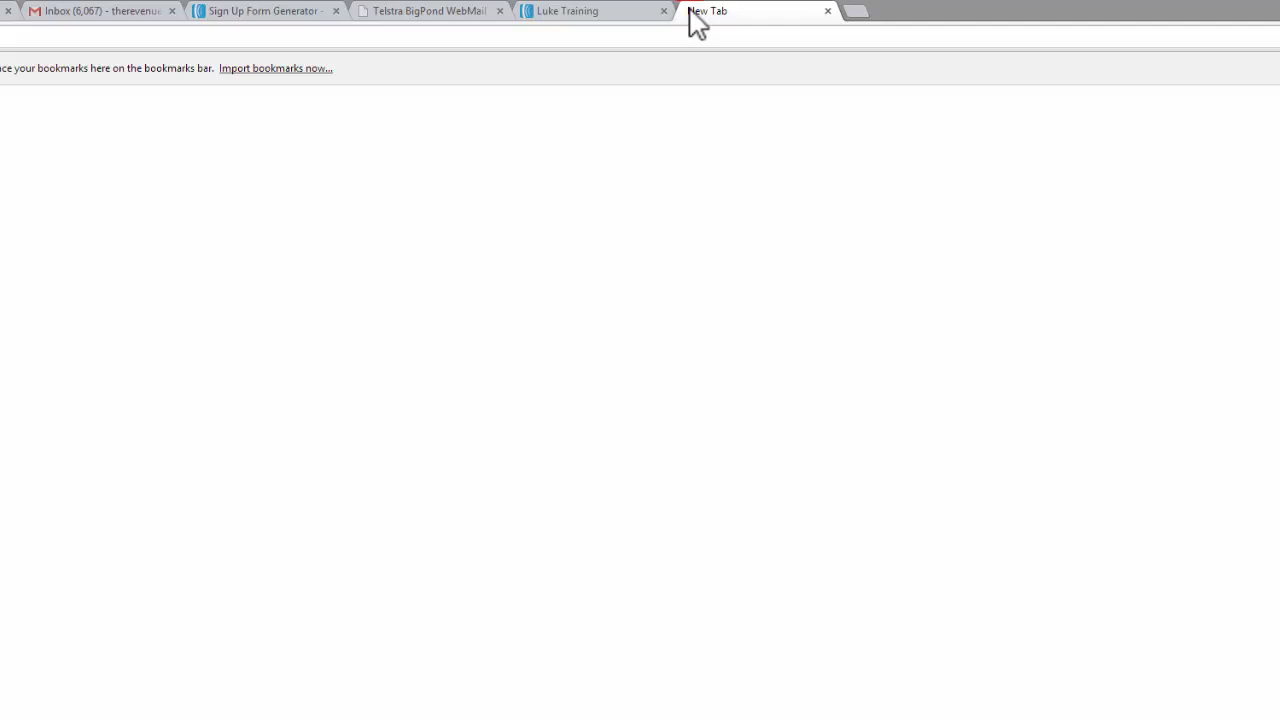 Inbox (6,067) - therevenue
Sign Up Form Generator -
Telstra BigPond WebMail
Luke Training
New Tab
your bookmarks here on the bookmarks bar. Import bookmarks now...